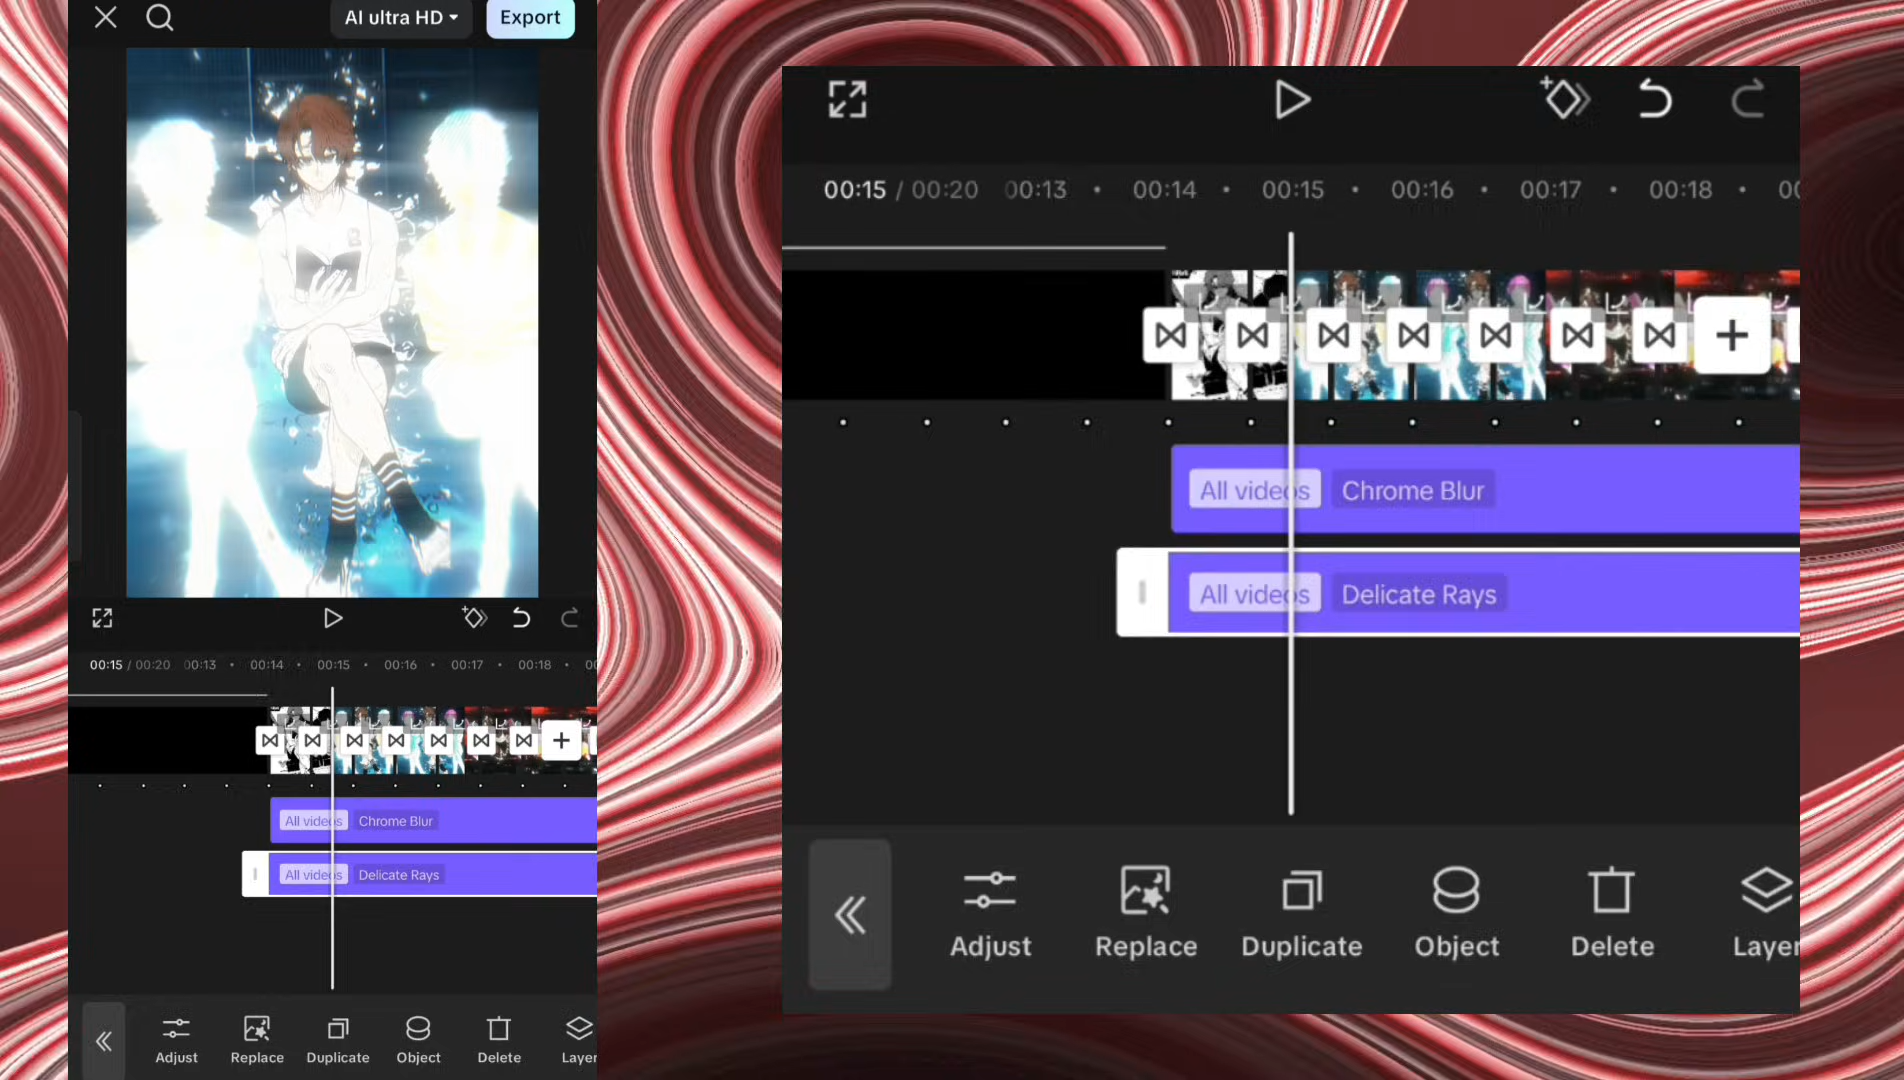 AI ultra HD Export
00:15 / 00:20 00:13 00:14 00:15 00:16 00:17 00:18
All videos Chrome Blur
All videos Delicate Rays
Adjust Replace Duplicate Object Delete Layer
00:15 / 00:20 00:13 00:14 00:15 00:16 00:17 00:18 00
All videos Chrome Blur
All videos Delicate Rays
Adjust Replace Duplicate Object Delete Layer